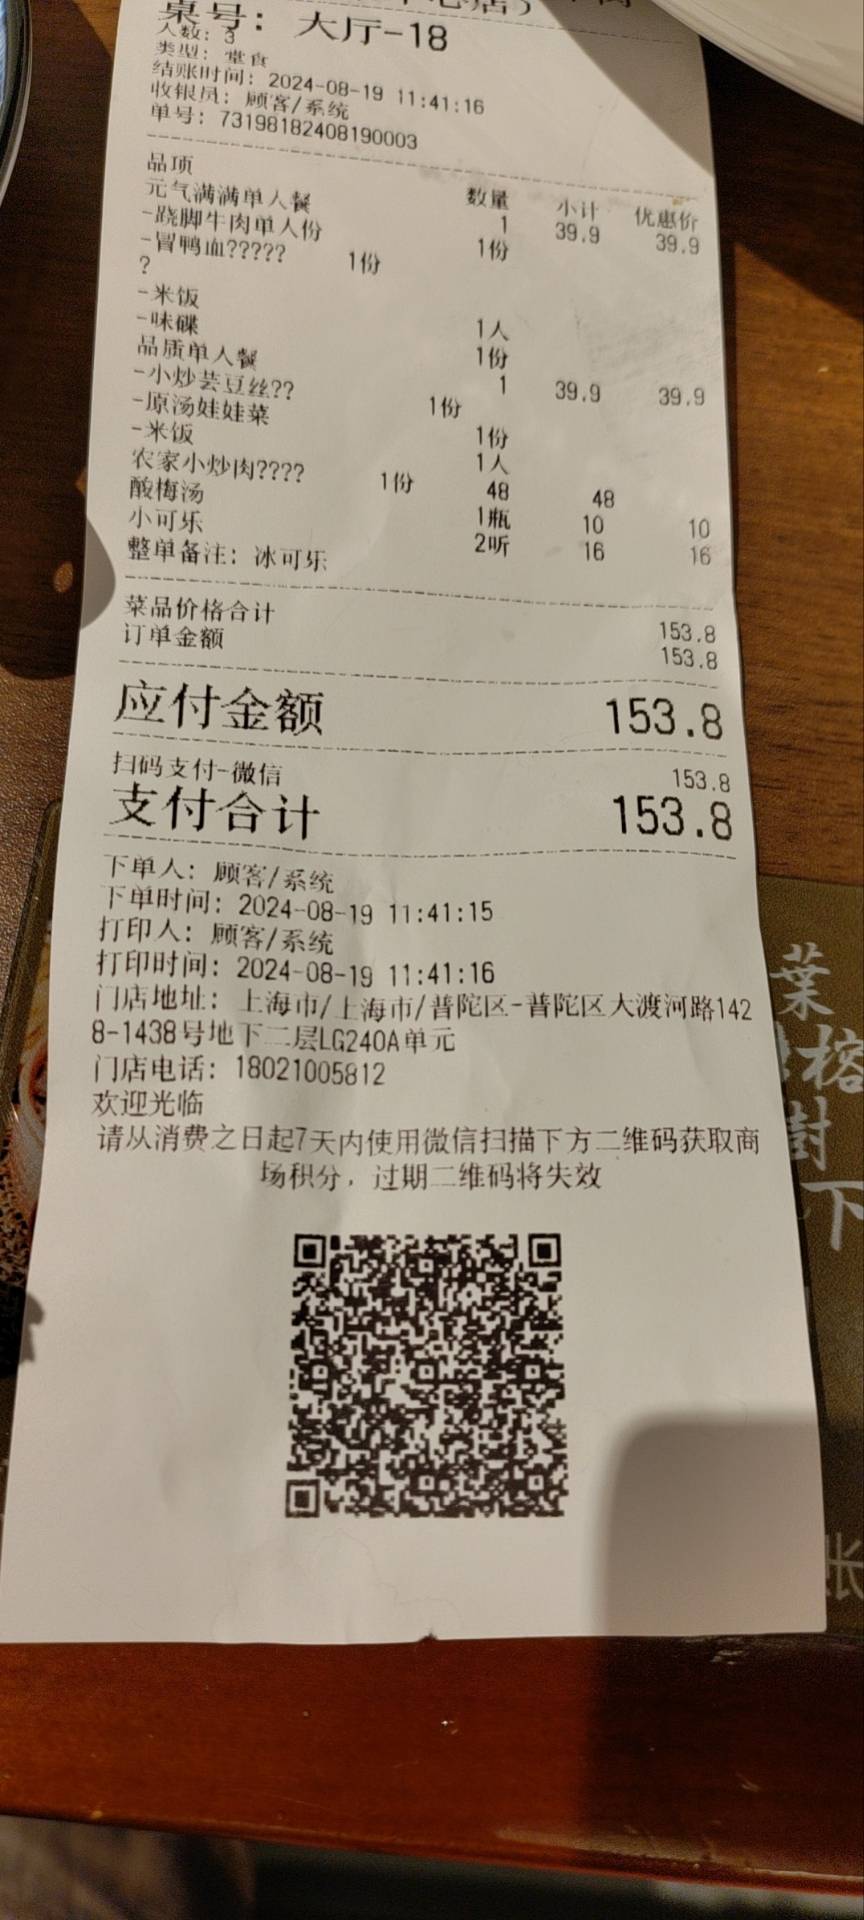 桌号: 大厅-18
人数: 3
类型: 堂食
结账时间: 2024-08-19 11:41:16
收银员: 顾客/系统
单号: 73198182408190003
品项 数量 小计 优惠价
元气满满单人餐 1 39.9 39.9
-跷脚牛肉单人份 1份
-冒鸭血????? 1份
?
-米饭 1人
-味碟 1份
品质单人餐 1 39.9 39.9
-小炒芸豆丝?? 1份
-原汤娃娃菜 1份
-米饭 1人
农家小炒肉???? 1份 48 48
酸梅汤 1瓶 10 10
小可乐 2听 16 16
整单备注: 冰可乐
菜品价格合计 153.8
订单金额 153.8
应付金额 153.8
扫码支付-微信 153.8
支付合计 153.8
下单人: 顾客/系统
下单时间: 2024-08-19 11:41:15
打印人: 顾客/系统
打印时间: 2024-08-19 11:41:16
门店地址: 上海市/上海市/普陀区-普陀区大渡河路142
8-1438号地下二层LG240A单元
门店电话: 18021005812
欢迎光临
请从消费之日起7天内使用微信扫描下方二维码获取商
场积分，过期二维码将失效
葉
榕
樹
下